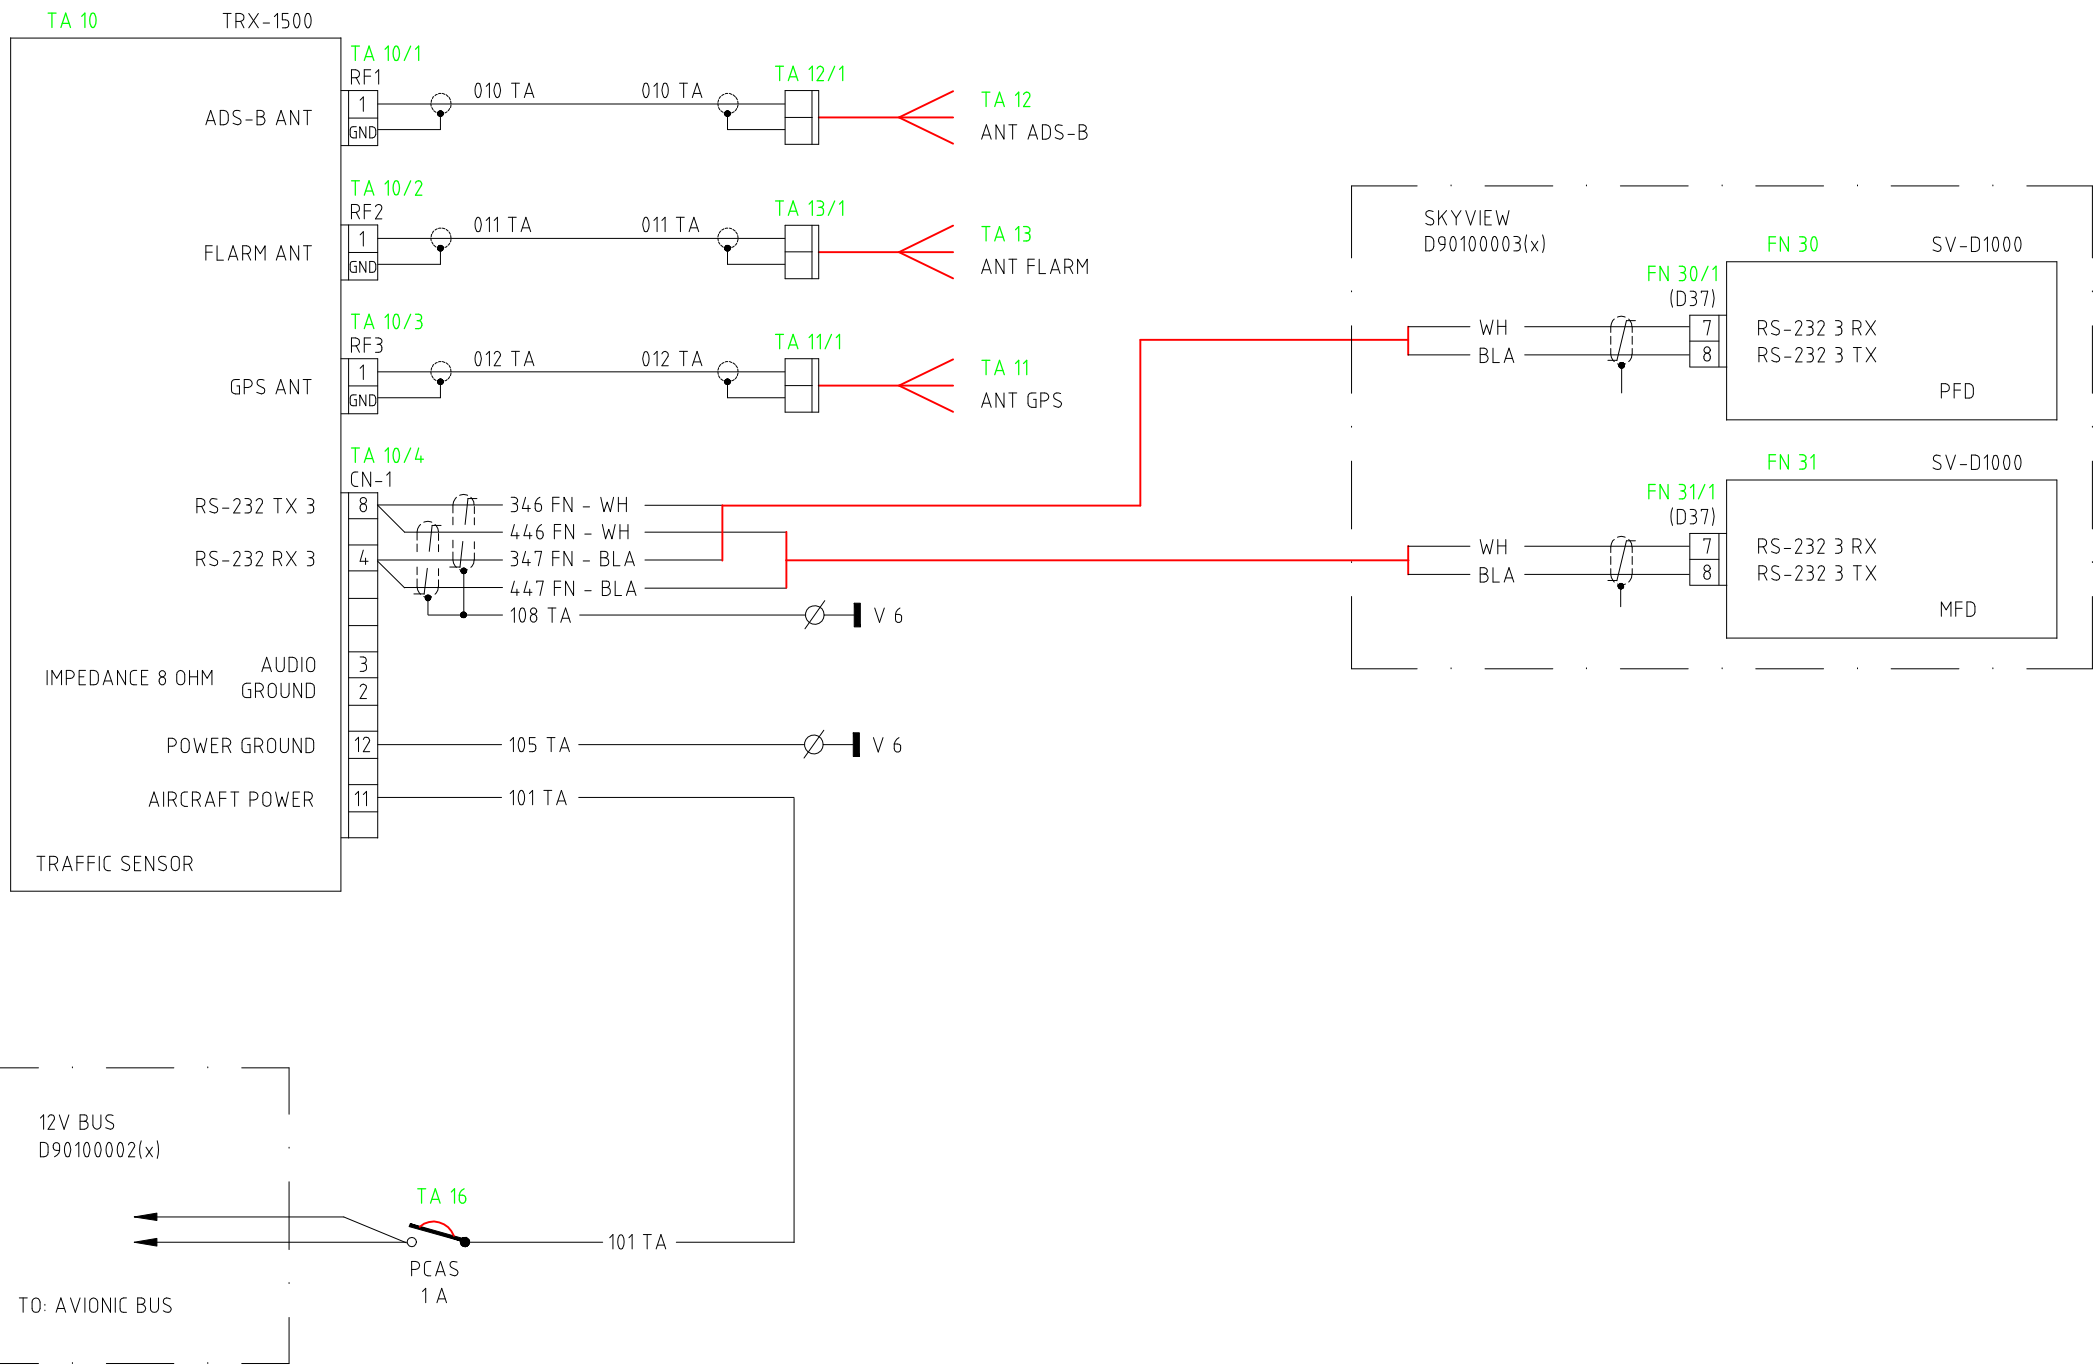 TA 10 TRX-1500
TA 10/1
RF1
ADS-B ANT
1
GND
010 TA 010 TA
TA 12/1
TA 12
ANT ADS-B
TA 10/2
RF2
FLARM ANT
1
GND
011 TA 011 TA
TA 13/1
TA 13
ANT FLARM
TA 10/3
RF3
GPS ANT
1
GND
012 TA 012 TA
TA 11/1
TA 11
ANT GPS
TA 10/4
CN-1
RS-232 TX 3 8 346 FN - WH
446 FN - WH
RS-232 RX 3 4 347 FN - BLA
447 FN - BLA
108 TA V 6
AUDIO 3
IMPEDANCE 8 OHM
GROUND 2
POWER GROUND 12 105 TA V 6
AIRCRAFT POWER 11 101 TA
TRAFFIC SENSOR
SKYVIEW
D90100003(x)
FN 30 SV-D1000
FN 30/1
(D37)
WH 7 RS-232 3 RX
BLA 8 RS-232 3 TX
PFD
FN 31 SV-D1000
FN 31/1
(D37)
WH 7 RS-232 3 RX
BLA 8 RS-232 3 TX
MFD
12V BUS
D90100002(x)
TA 16
101 TA
PCAS
1 A
TO: AVIONIC BUS